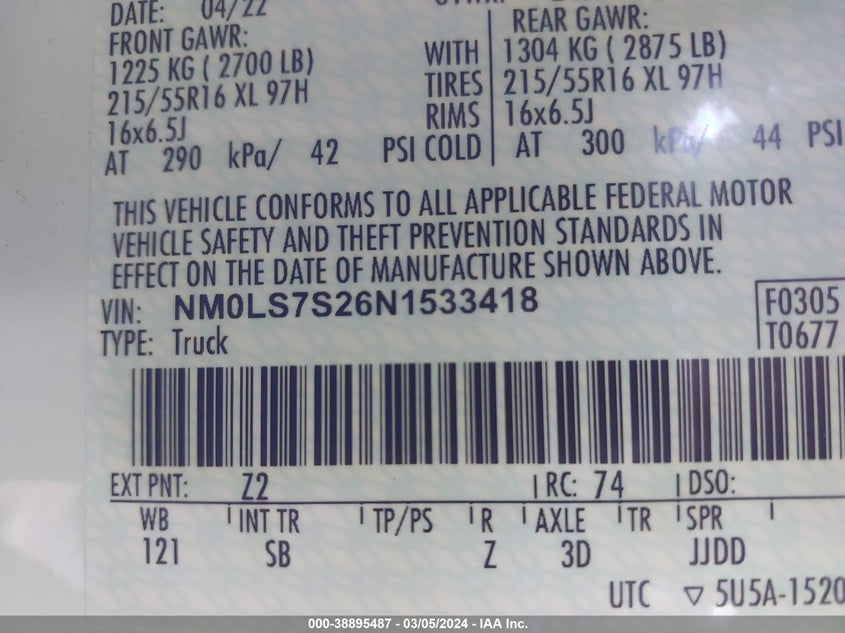 DATE: 04/22
FRONT GAWR:
1225 KG ( 2700 LB)
215/55R16 XL 97H
16x6.5J
AT 290 kPa/ 42 PSI COLD
WITH
TIRES
RIMS
REAR GAWR:
1304 KG ( 2875 LB)
215/55R16 XL 97H
16x6.5J
AT 300 kPa/ 44 PSI
THIS VEHICLE CONFORMS TO ALL APPLICABLE FEDERAL MOTOR
VEHICLE SAFETY AND THEFT PREVENTION STANDARDS IN
EFFECT ON THE DATE OF MANUFACTURE SHOWN ABOVE.
VIN: NM0LS7S26N1533418
TYPE: Truck
F0305
T0677
EXT PNT: Z2 RC: 74 DSO:
WB INT TR TP/PS R AXLE TR SPR
121 SB Z 3D JJDD
UTC ▽ 5U5A-1520
000-38895487 - 03/05/2024 - IAA Inc.